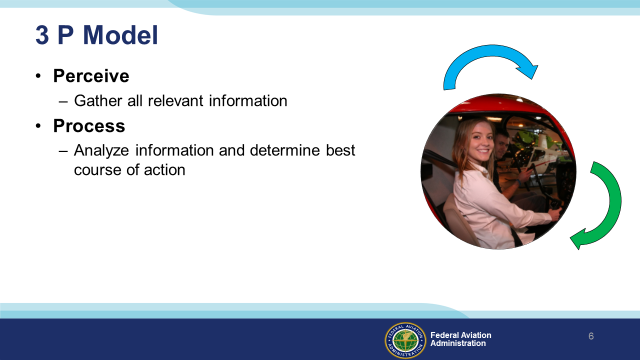 3 P Model
• Perceive
– Gather all relevant information
• Process
– Analyze information and determine best
course of action
Federal Aviation
Administration
6